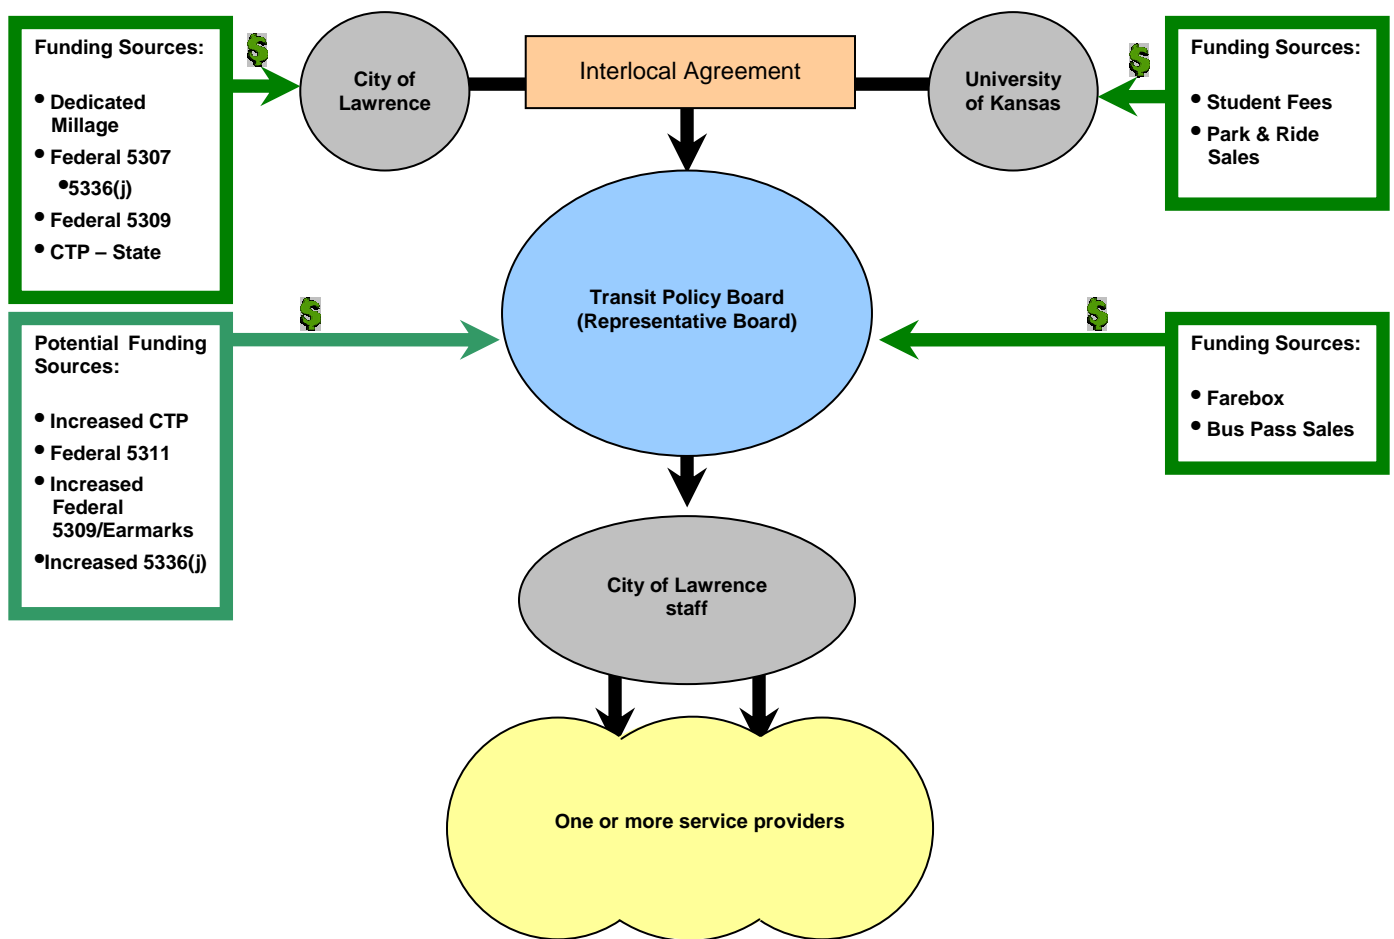 Funding Sources:
• Dedicated
Millage
• Federal 5307
•5336(j)
• Federal 5309
• CTP – State
$
City of
Lawrence
Interlocal Agreement
University
of Kansas
$
Funding Sources:
• Student Fees
• Park & Ride
Sales
Potential Funding
Sources:
• Increased CTP
• Federal 5311
• Increased
Federal
5309/Earmarks
•Increased 5336(j)
$
Transit Policy Board
(Representative Board)
$
Funding Sources:
• Farebox
• Bus Pass Sales
City of Lawrence
staff
One or more service providers